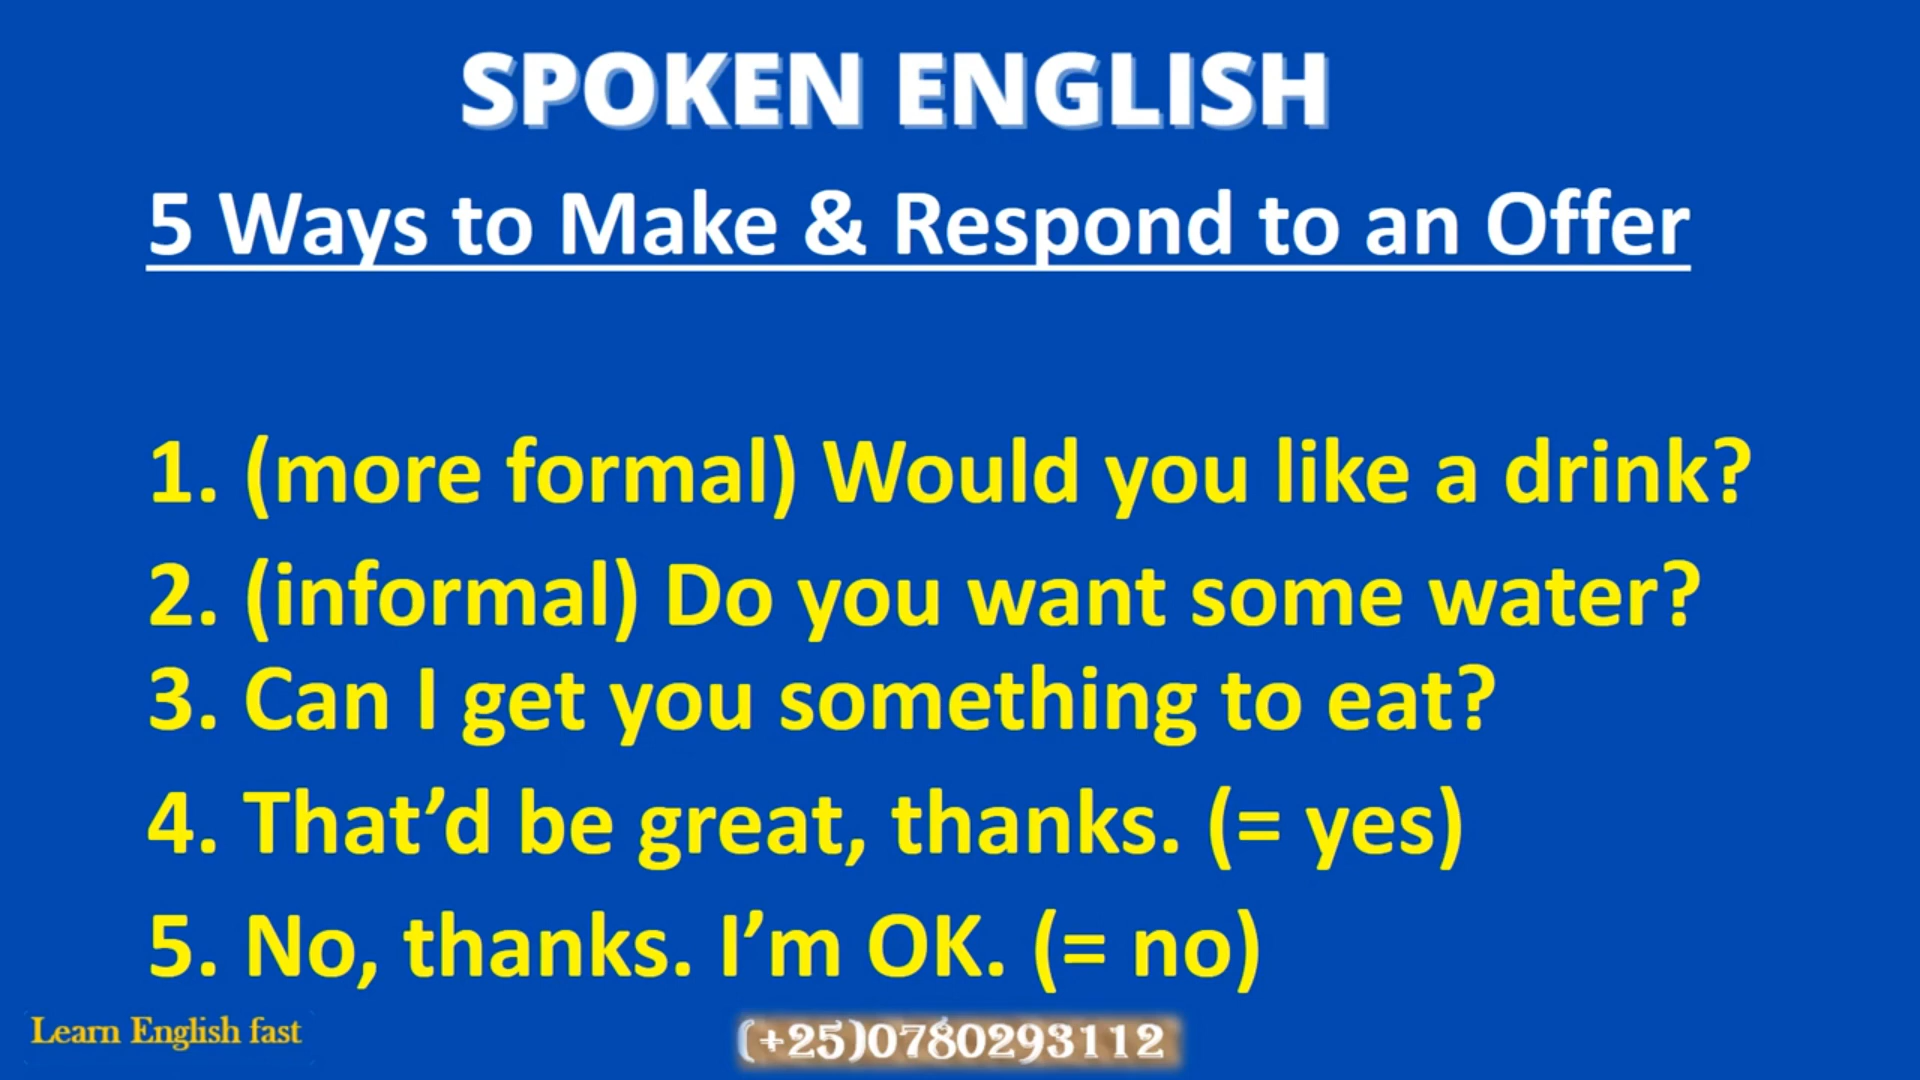 SPOKEN ENGLISH
5 Ways to Make & Respond to an Offer
1. (more formal) Would you like a drink?
2. (informal) Do you want some water?
3. Can I get you something to eat?
4. That’d be great, thanks. (= yes)
5. No, thanks. I’m OK. (= no)
Learn English fast
(+25)0780293112